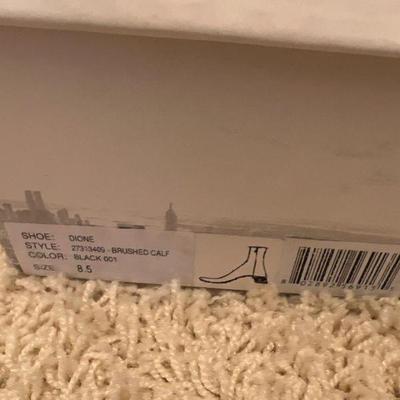 SHOE: DIONE
STYLE: 27313409 - BRUSHED CALF
COLOR: BLACK 001
SIZE: 8.5